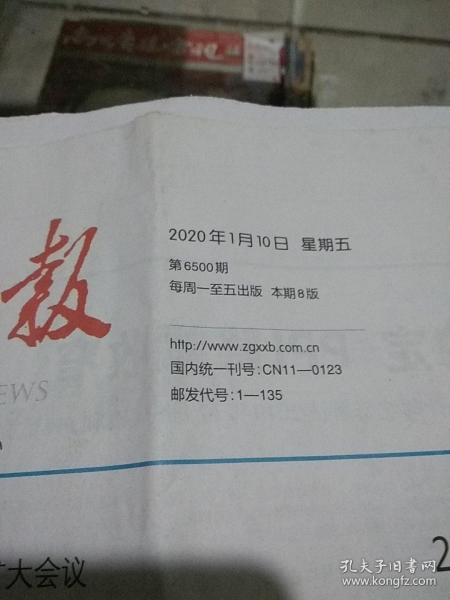 2020年1月10日 星期五
第6500期
每周一至五出版 本期8版
报
http://www.zgxxb.com.cn
国内统一刊号:CN11—0123
EWS
邮发代号:1—135
2
大会议
孔夫子旧书网
www.kongfz.com